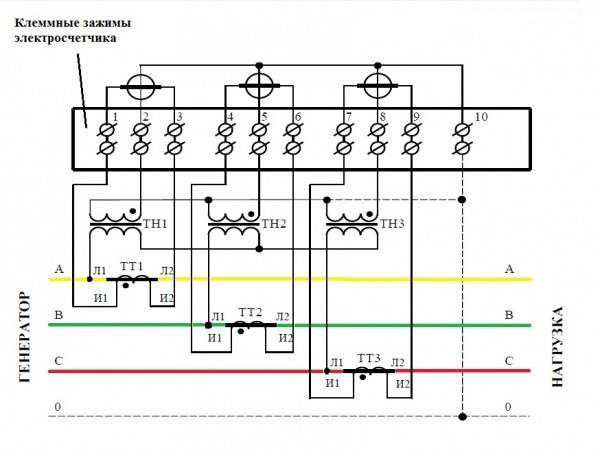 Клеммные зажимы
электросчетчика
1 2 3 4 5 6 7 8 9 10
ТН1 ТН2 ТН3
А Л1 ТТ1 Л2 А
И1 И2
В Л1 ТТ2 Л2 В
И1 И2
С Л1 ТТ3 Л2 С
И1 И2
0 0
ГЕНЕРАТОР
НАГРУЗКА